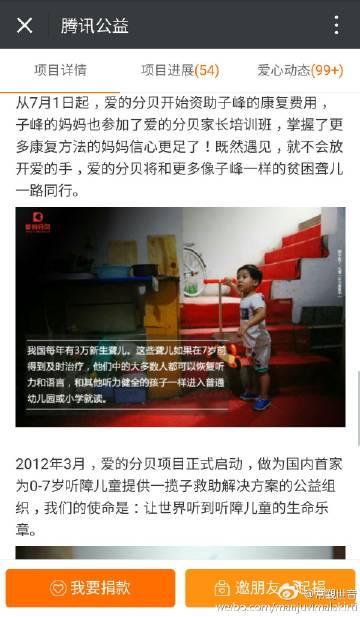 腾讯公益
项目详情
项目进展(54)
爱心动态(99+)
从7月1日起，爱的分贝开始资助子峰的康复费用，
子峰的妈妈也参加了爱的分贝家长培训班，掌握了更
多康复方法的妈妈信心更足了！既然遇见，就不会放
开爱的手，爱的分贝将和更多像子峰一样的贫困聋儿
一路同行。
爱的分贝
我国每年有3万新生聋儿。这些聋儿如果在7岁前
得到及时治疗，他们中的大多数人都可以恢复听
力和语言，和其他听力健全的孩子一样进入普通
幼儿园或小学就读。
2012年3月，爱的分贝项目正式启动，做为国内首家
为0-7岁听障儿童提供一揽子救助解决方案的公益组
织，我们的使命是：让世界听到听障儿童的生命乐
章。
我要捐款
邀朋友一起捐
weibo.com/manjuvimalakirti